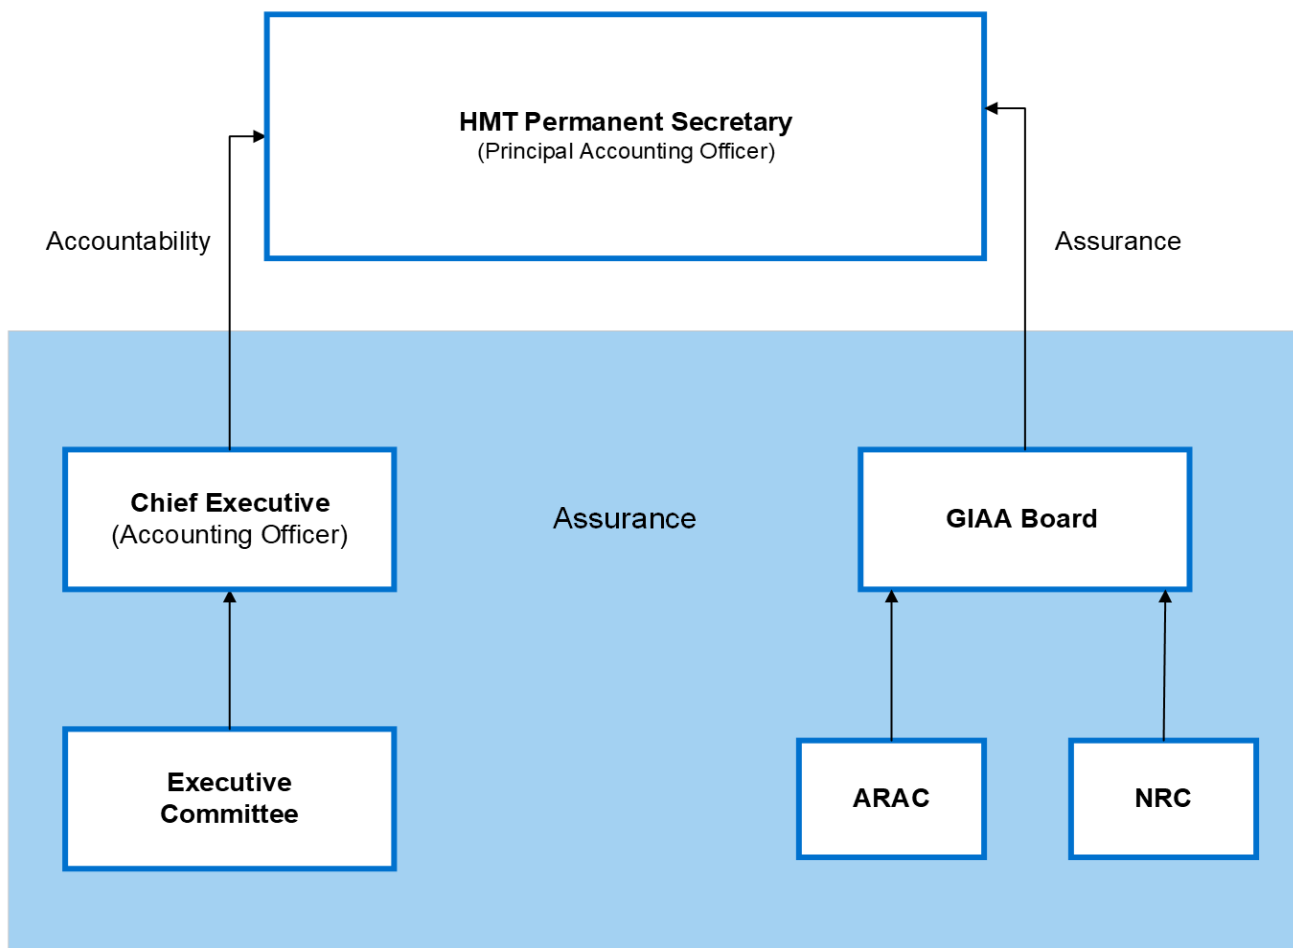 HMT Permanent Secretary
(Principal Accounting Officer)
Accountability
Assurance
Chief Executive
(Accounting Officer)
Assurance
GIAA Board
Executive
Committee
ARAC
NRC